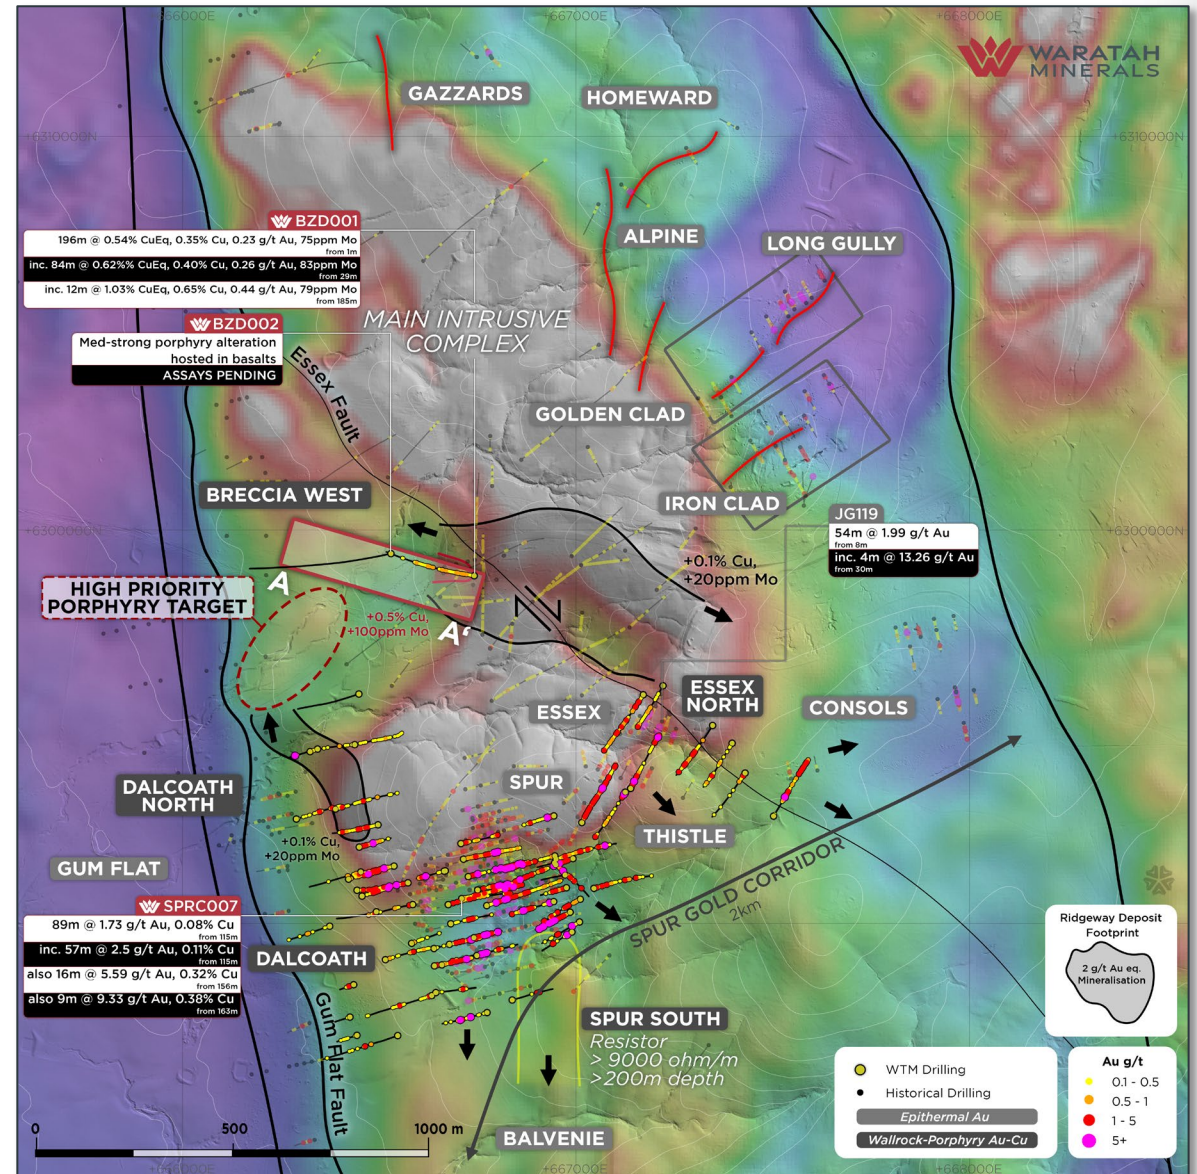 +666000E
+667000E
+668000E
WARATAH
MINERALS
GAZZARDS
HOMEWARD
+6310000N
+6310000N
BZD001
196m @ 0.54% CuEq, 0.35% Cu, 0.23 g/t Au, 75ppm Mo
from 1m
inc. 84m @ 0.62%% CuEq, 0.40% Cu, 0.26 g/t Au, 83ppm Mo
from 29m
inc. 12m @ 1.03% CuEq, 0.65% Cu, 0.44 g/t Au, 79ppm Mo
from 185m
ALPINE
LONG GULLY
BZD002
Med-strong porphyry alteration
hosted in basalts
ASSAYS PENDING
MAIN INTRUSIVE
COMPLEX
Essex Fault
GOLDEN CLAD
BRECCIA WEST
IRON CLAD
JG119
54m @ 1.99 g/t Au
from 8m
inc. 4m @ 13.26 g/t Au
from 30m
+6300000N
+6300000N
+0.1% Cu,
+20ppm Mo
A
HIGH PRIORITY
PORPHYRY TARGET
+0.5% Cu,
+100ppm Mo
A'
ESSEX
NORTH
ESSEX
CONSOLS
SPUR
DALCOATH
NORTH
THISTLE
+0.1% Cu,
+20ppm Mo
GUM FLAT
SPUR GOLD CORRIDOR
2km
SPRC007
89m @ 1.73 g/t Au, 0.08% Cu
from 115m
inc. 57m @ 2.5 g/t Au, 0.11% Cu
from 115m
also 16m @ 5.59 g/t Au, 0.32% Cu
from 156m
also 9m @ 9.33 g/t Au, 0.38% Cu
from 163m
DALCOATH
Gum Flat Fault
SPUR SOUTH
Resistor
> 9000 ohm/m
>200m depth
Ridgeway Deposit
Footprint
2 g/t Au eq.
Mineralisation
WTM Drilling
Historical Drilling
Epithermal Au
Wallrock-Porphyry Au-Cu
Au g/t
0.1 - 0.5
0.5 - 1
1 - 5
5+
0
500
1000 m
BALVENIE
+666000E
+667000E
+668000E